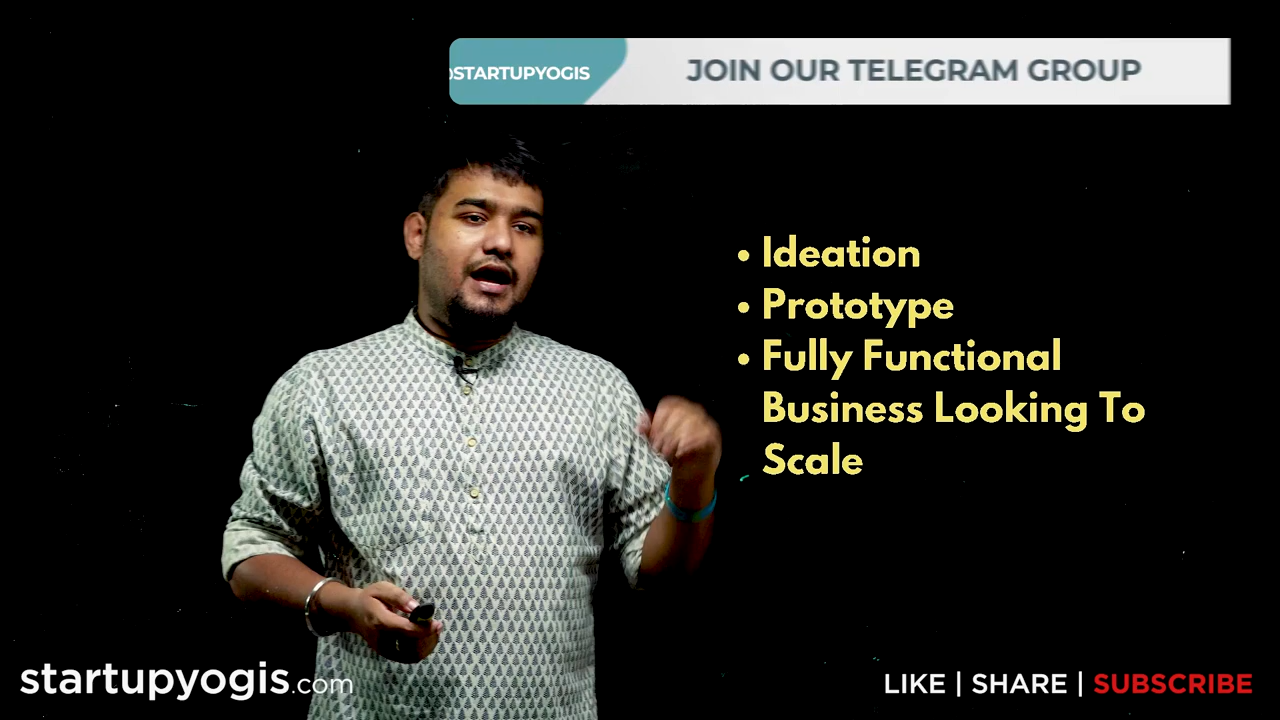 STARTUPYOGIS
JOIN OUR TELEGRAM GROUP
• Ideation
• Prototype
• Fully Functional
Business Looking To
Scale
startupyogis.com
LIKE | SHARE | SUBSCRIBE